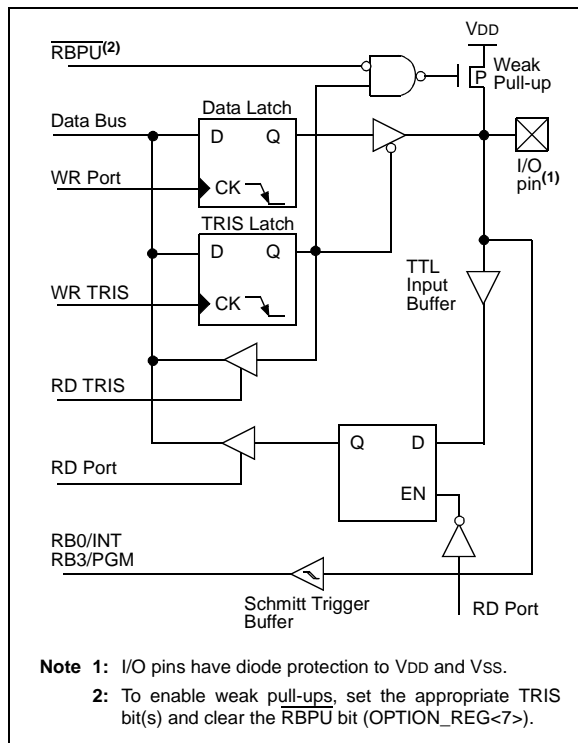 VDD
RBPU(2)
Weak
Pull-up
P
Data Latch
Data Bus
D Q
I/O
pin(1)
WR Port
CK
TRIS Latch
D Q
TTL
Input
Buffer
WR TRIS
CK
RD TRIS
Q D
RD Port
EN
RB0/INT
RB3/PGM
Schmitt Trigger
Buffer
RD Port
Note 1: I/O pins have diode protection to VDD and VSS.
2: To enable weak pull-ups, set the appropriate TRIS
bit(s) and clear the RBPU bit (OPTION_REG<7>).